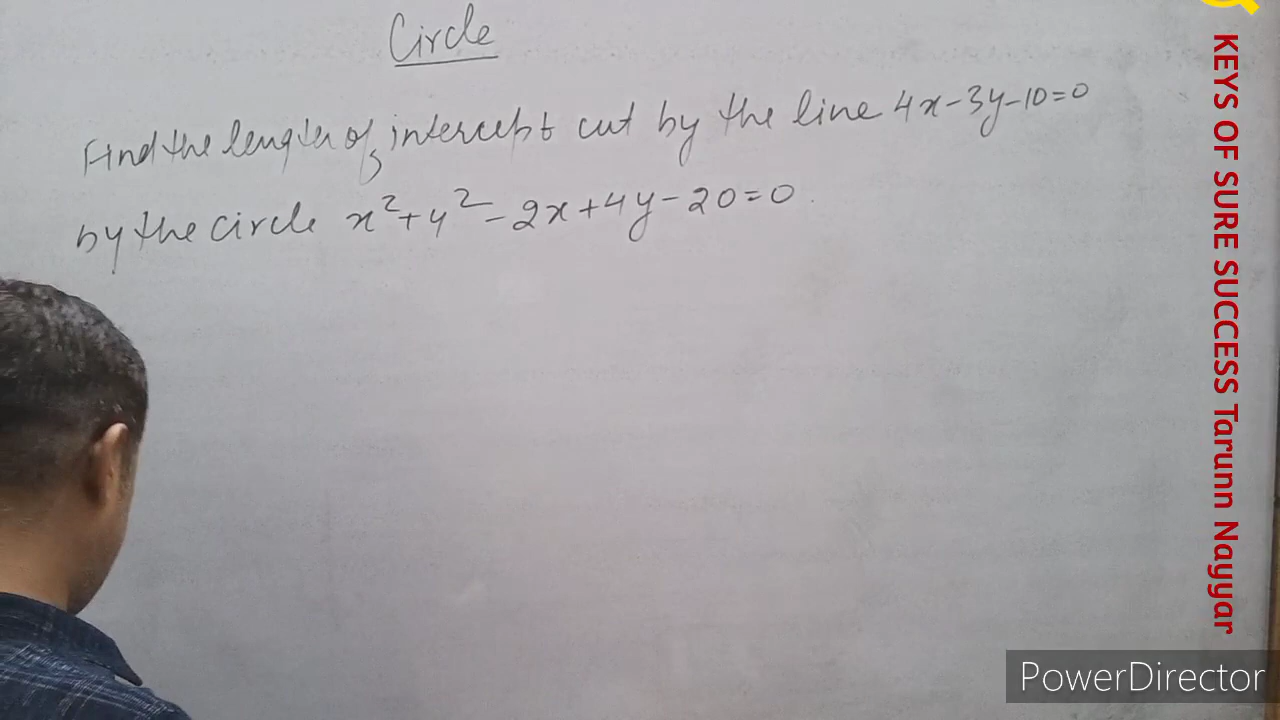 Circle
Find the length of intercept cut by the line 4x-3y-10=0
by the circle x²+y²-2x+4y-20=0.
KEYS OF SURE SUCCESS Tarunn Nayyar
PowerDirector